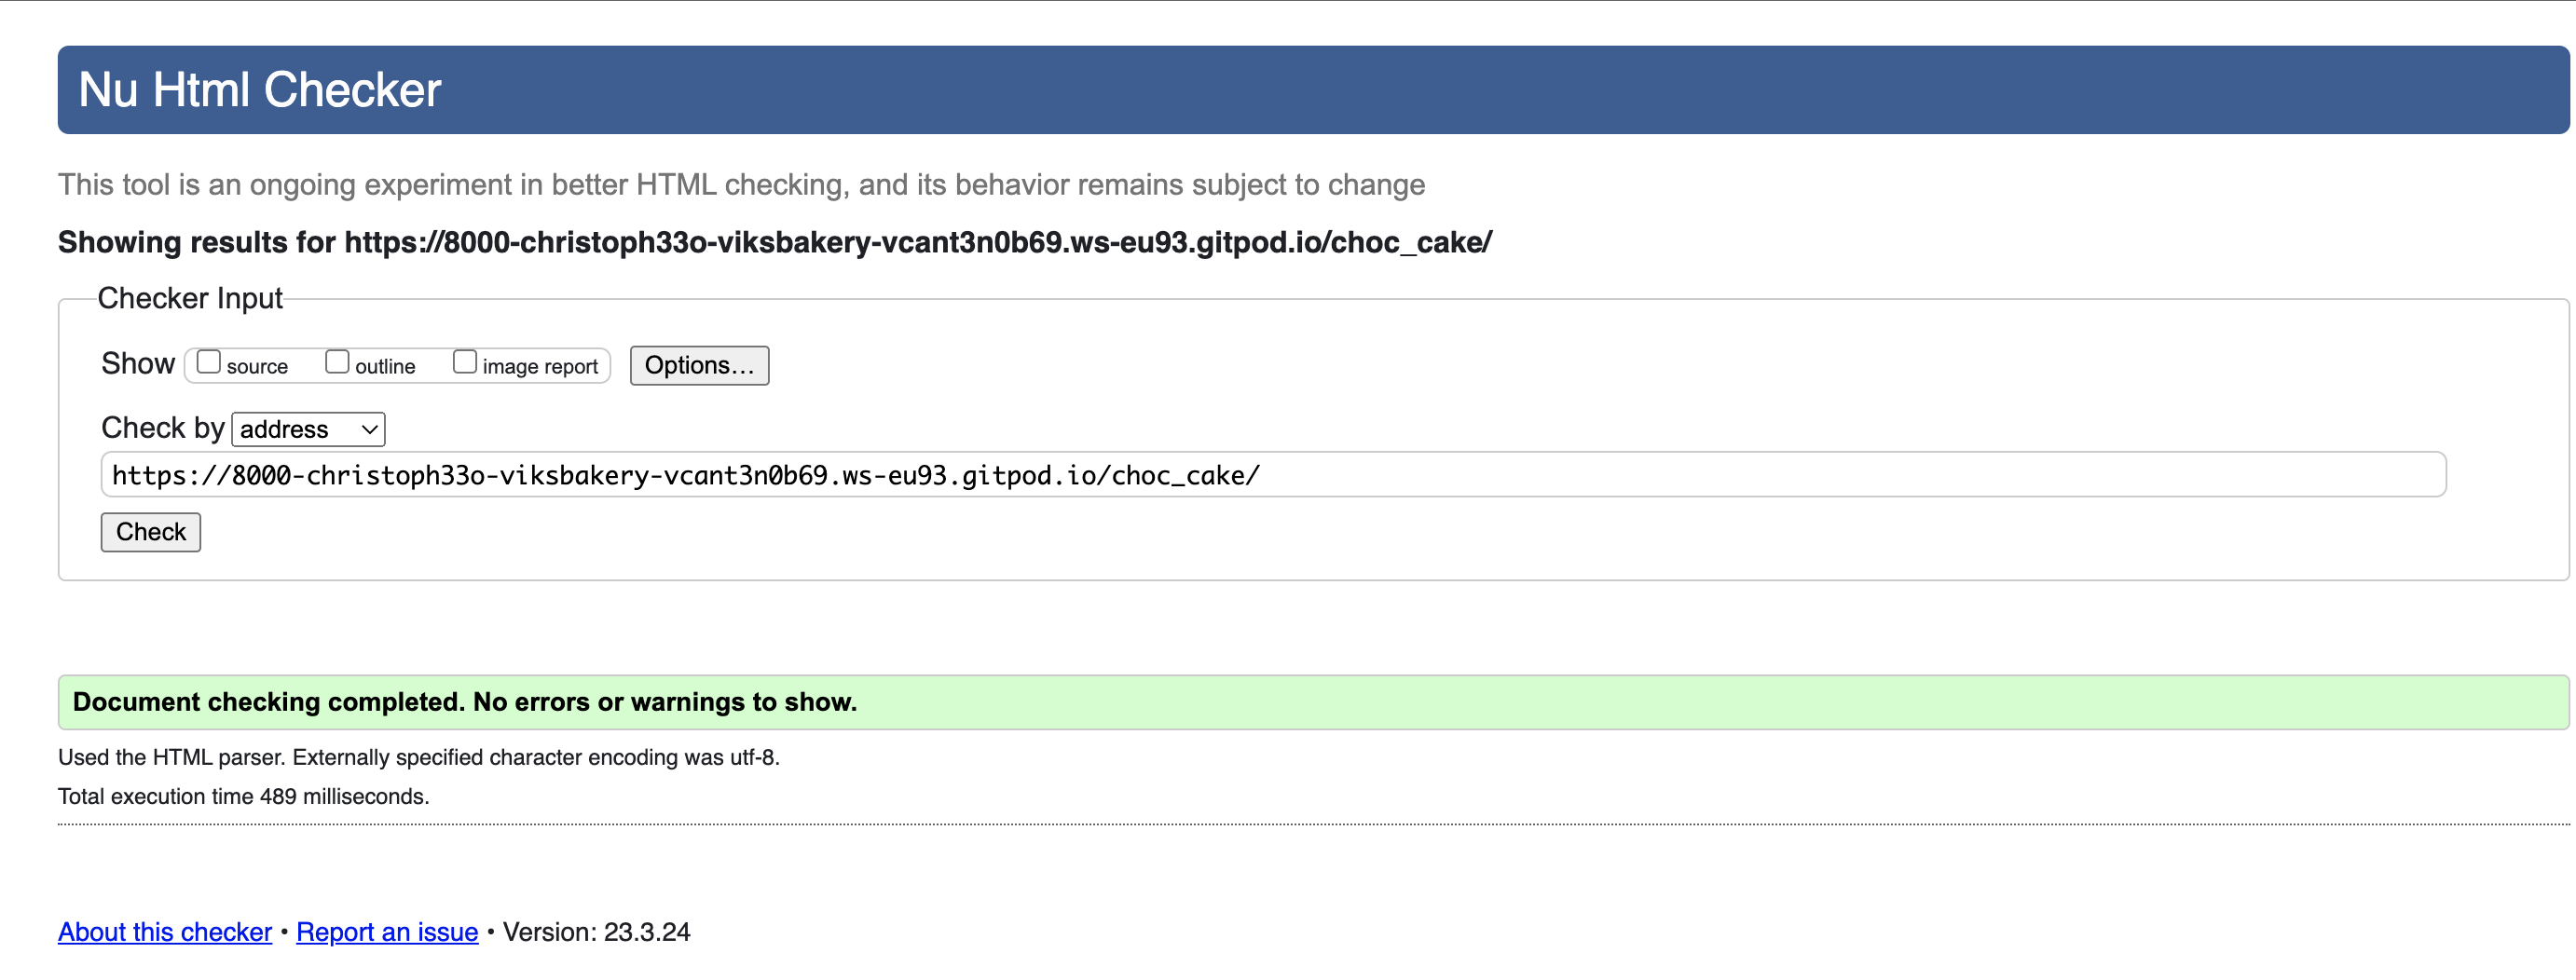 Nu Html Checker
This tool is an ongoing experiment in better HTML checking, and its behavior remains subject to change
Showing results for https://8000-christoph33o-viksbakery-vcant3n0b69.ws-eu93.gitpod.io/choc_cake/
Checker Input
Show source outline image report Options...
Check by address
https://8000-christoph33o-viksbakery-vcant3n0b69.ws-eu93.gitpod.io/choc_cake/
Check
Document checking completed. No errors or warnings to show.
Used the HTML parser. Externally specified character encoding was utf-8.
Total execution time 489 milliseconds.
About this checker • Report an issue • Version: 23.3.24